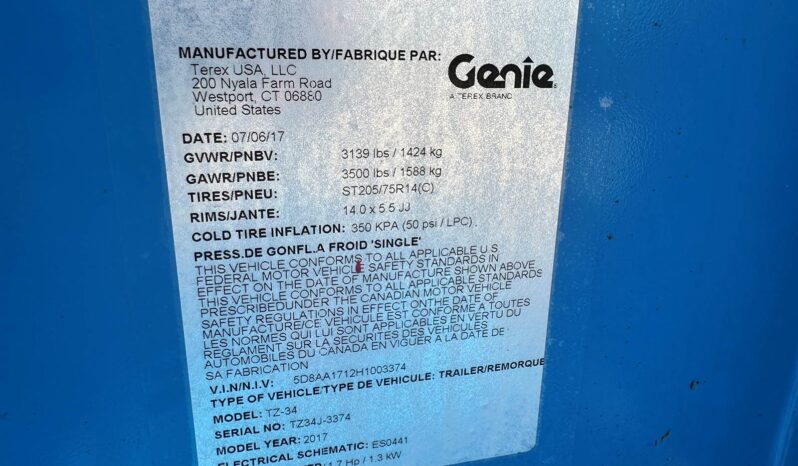 MANUFACTURED BY/FABRIQUE PAR:
Terex USA, LLC
200 Nyala Farm Road
Westport, CT 06880
United States
Genie
A TEREX BRAND
DATE: 07/06/17
GVWR/PNBV: 3139 lbs / 1424 kg
GAWR/PNBE: 3500 lbs / 1588 kg
TIRES/PNEU: ST205/75R14(C)
RIMS/JANTE: 14.0 x 5.5 JJ
COLD TIRE INFLATION: 350 KPA (50 psi / LPC)
PRESS.DE GONFL.A FROID 'SINGLE'
THIS VEHICLE CONFORMS TO ALL APPLICABLE U.S.
FEDERAL MOTOR VEHICLE SAFETY STANDARDS IN
EFFECT ON THE DATE OF MANUFACTURE SHOWN ABOVE
THIS VEHICLE CONFORMS TO ALL APPLICABLE STANDARDS
PRESCRIBEDUNDER THE CANADIAN MOTOR VEHICLE
SAFETY REGULATIONS IN EFFECT ON THE DATE OF
MANUFACTURE/CE VEHICULE EST CONFORME A TOUTES
LES NORMES QUI LUI SONT APPLICABLES EN VERTU DU
REGLEMENT SUR LA SECURITES DES VEHICULES
AUTOMOBILES DU CANADA EN VIGUER A LA DATE DE
SA FABRICATION
V.I.N/N.I.V: 5D8AA1712H1003374
TYPE OF VEHICLE/TYPE DE VEHICULE: TRAILER/REMORQUE
MODEL: TZ-34
SERIAL NO: TZ34J-3374
MODEL YEAR: 2017
ELECTRICAL SCHEMATIC: ES0441
1.7 Hp / 1.3 kW